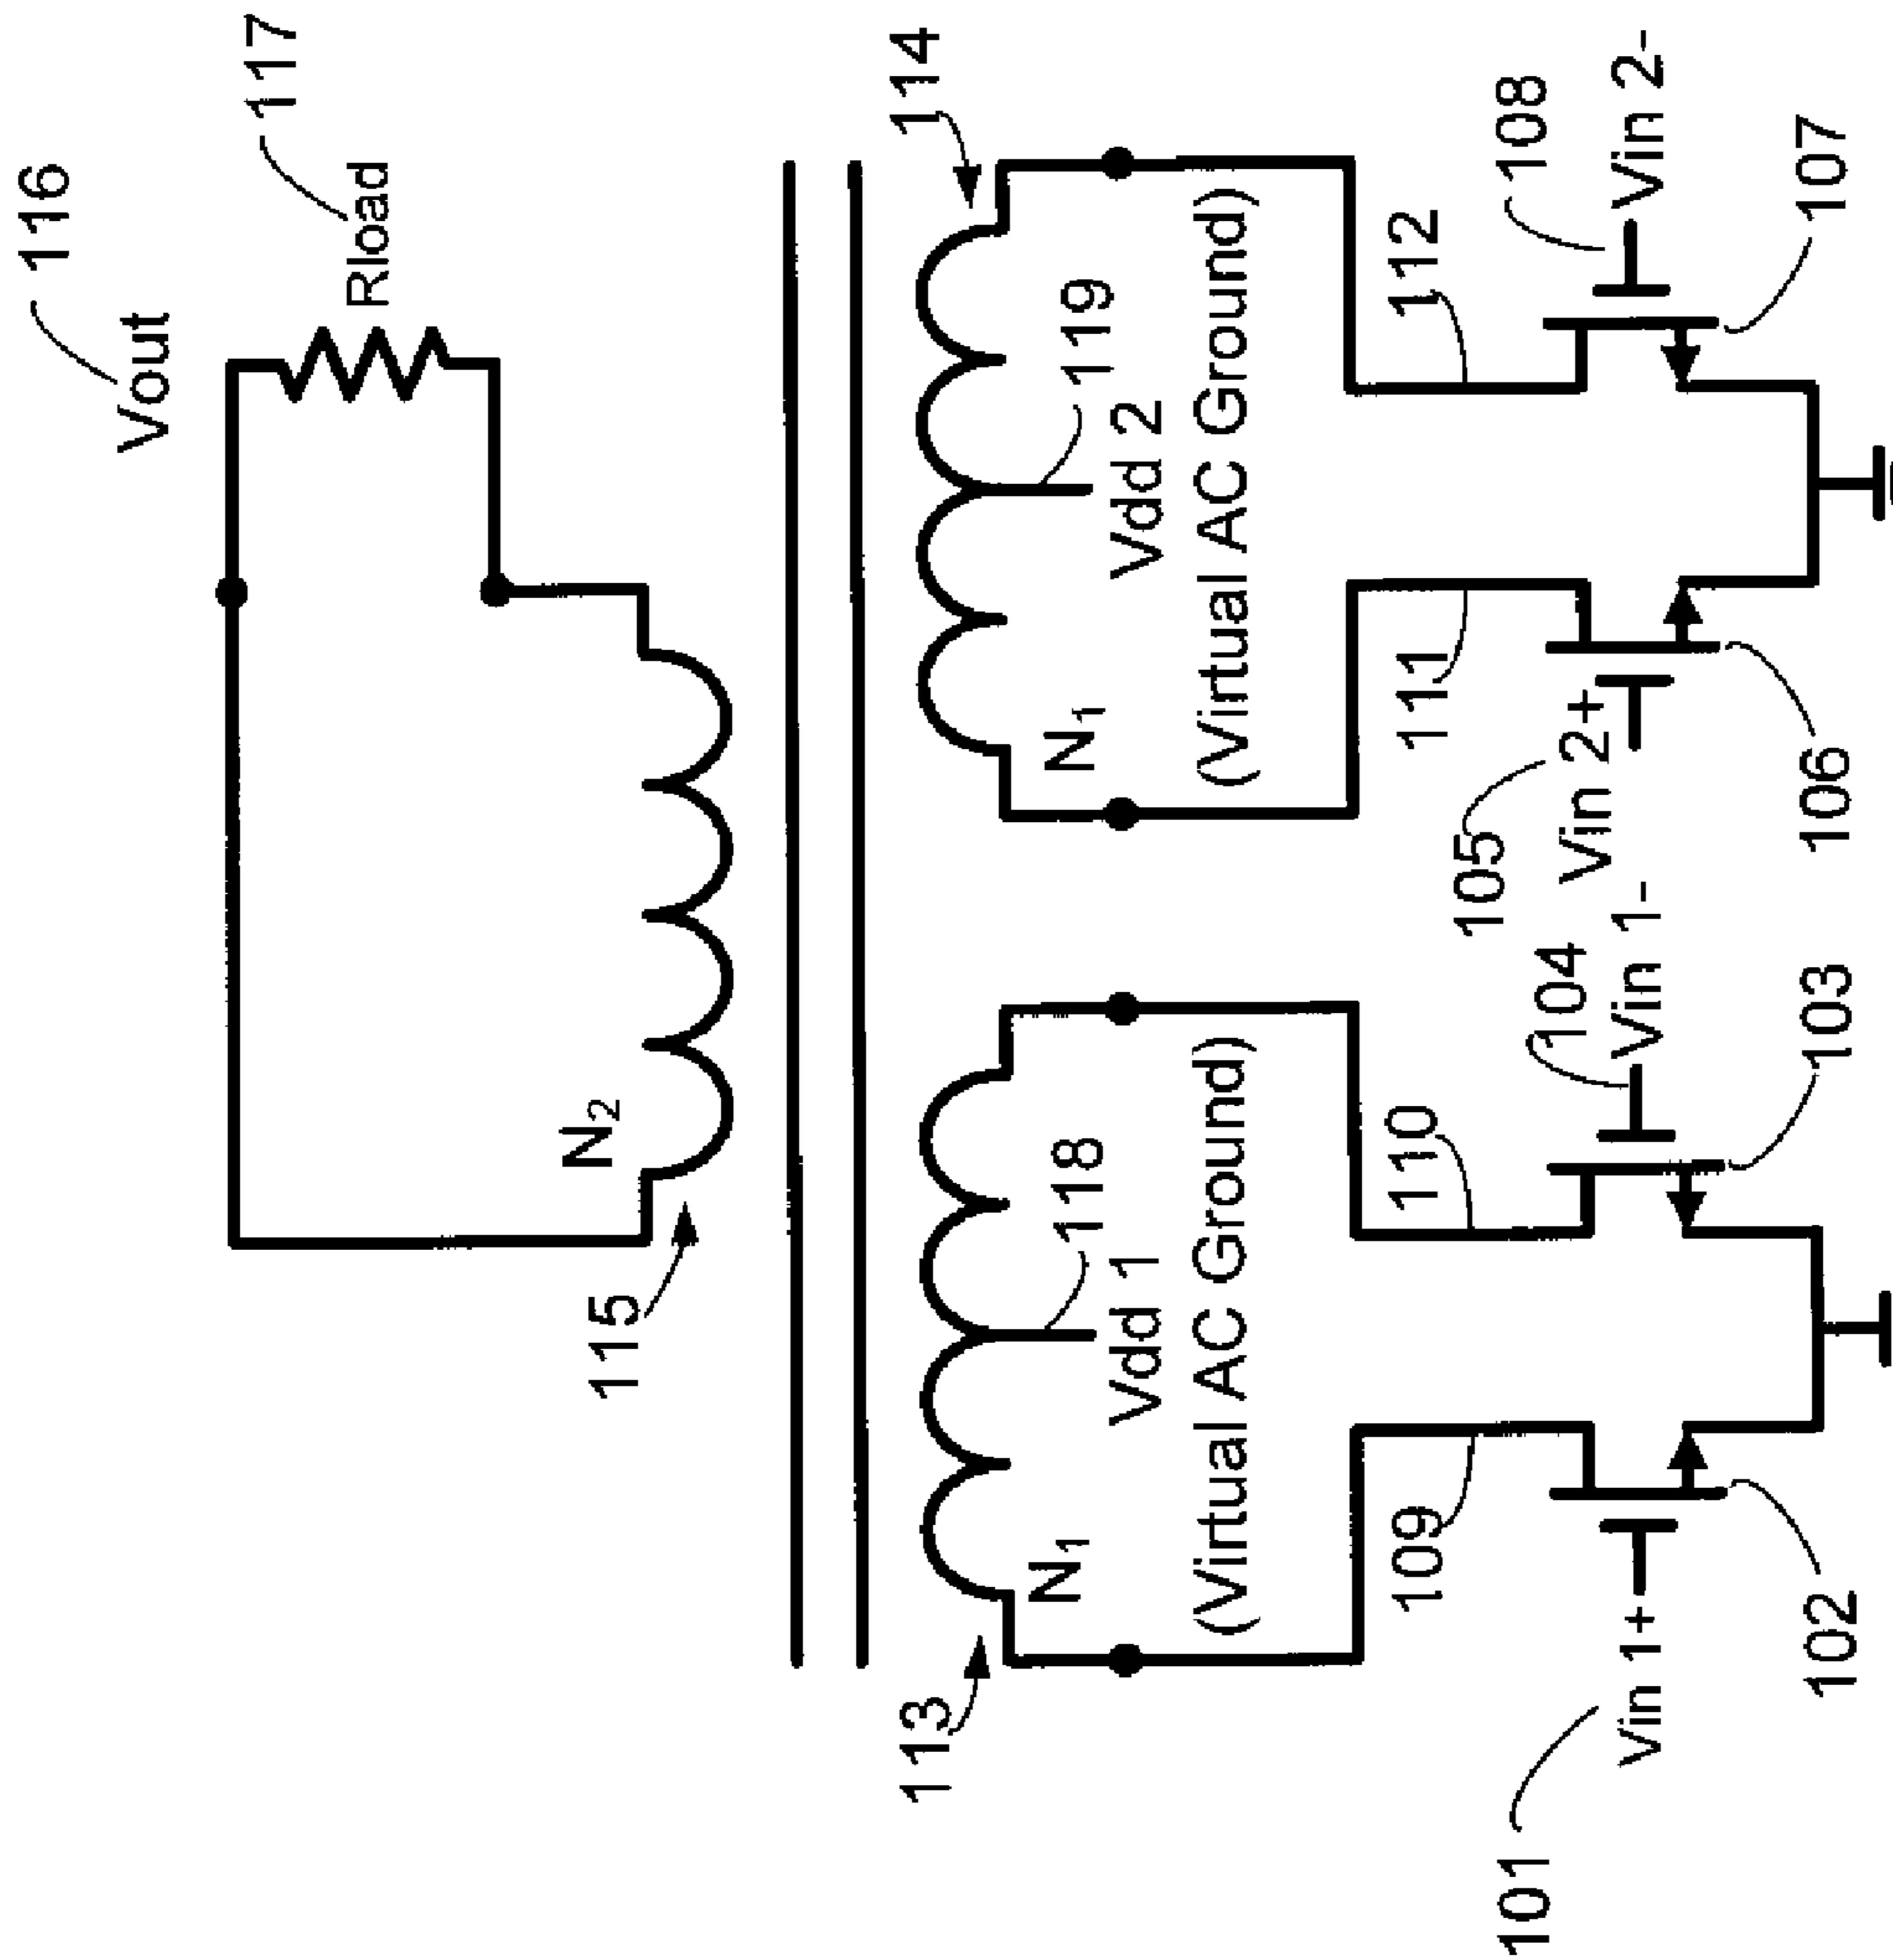 116
Vout
117
Rload
N₂
115
114
113
N₁
118
Vdd 1
(Virtual AC Ground)
N₁
119
Vdd 2
(Virtual AC Ground)
109
110
111
112
101
Vin 1+
102
104
Vin 1-
103
105
Vin 2+
106
108
Vin 2-
107